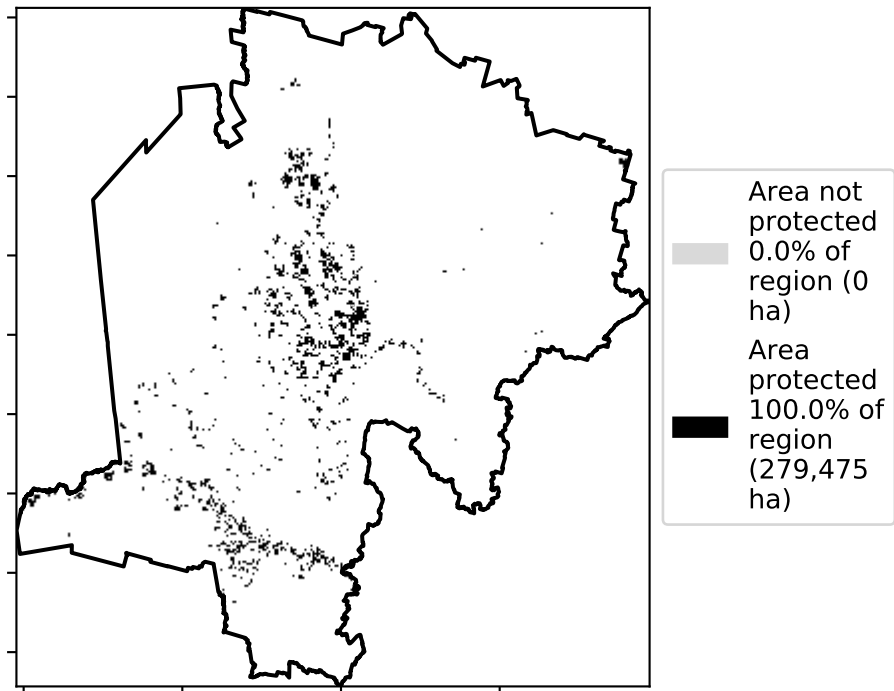 Area not
protected
0.0% of
region (0
ha)
Area
protected
100.0% of
region
(279,475
ha)